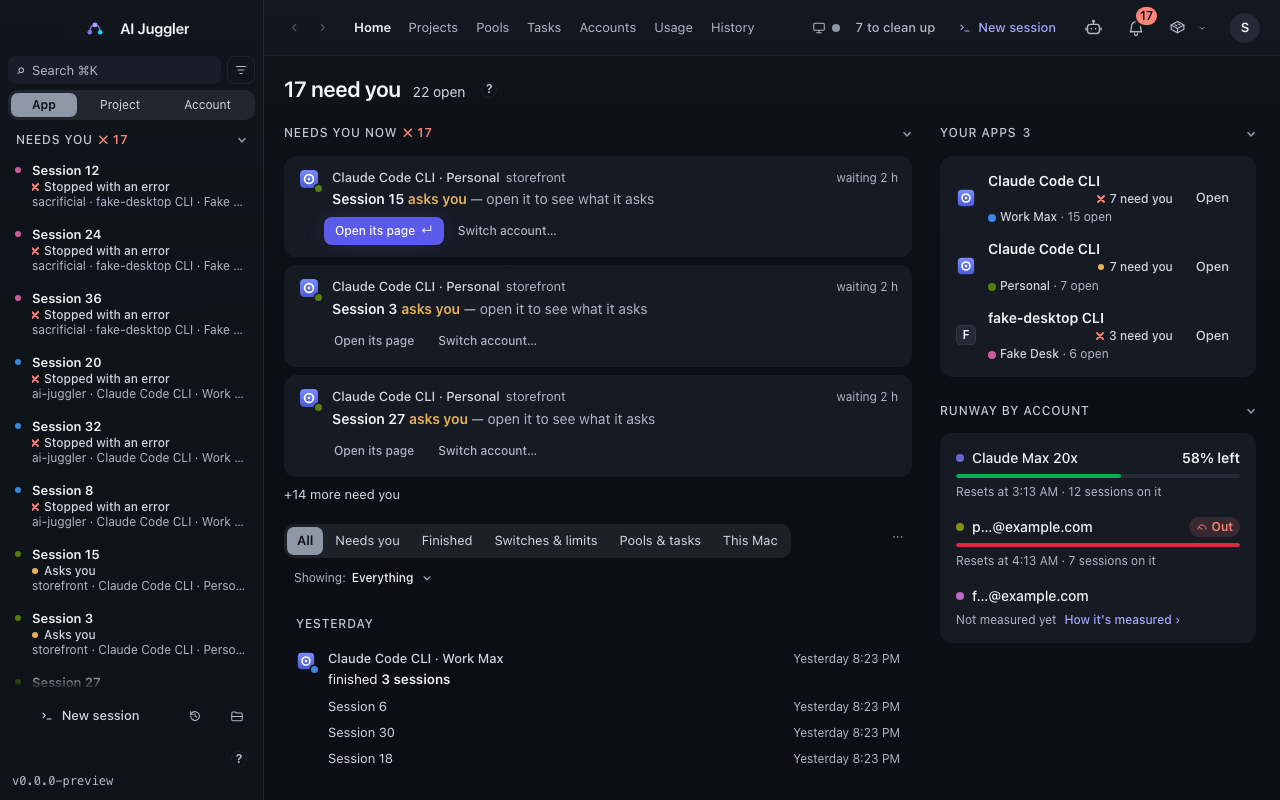 AI Juggler
Search ⌘K
App Project Account
NEEDS YOU 17
Session 12
Stopped with an error
sacrificial · fake-desktop CLI · Fake ...
Session 24
Stopped with an error
sacrificial · fake-desktop CLI · Fake ...
Session 36
Stopped with an error
sacrificial · fake-desktop CLI · Fake ...
Session 20
Stopped with an error
ai-juggler · Claude Code CLI · Work ...
Session 32
Stopped with an error
ai-juggler · Claude Code CLI · Work ...
Session 8
Stopped with an error
ai-juggler · Claude Code CLI · Work ...
Session 15
Asks you
storefront · Claude Code CLI · Perso...
Session 3
Asks you
storefront · Claude Code CLI · Perso...
Session 27
New session
?
v0.0.0-preview
Home Projects Pools Tasks Accounts Usage History
7 to clean up
New session
17
S
17 need you 22 open ?
NEEDS YOU NOW 17
Claude Code CLI · Personal storefront waiting 2 h
Session 15 asks you — open it to see what it asks
Open its page ↵ Switch account...
Claude Code CLI · Personal storefront waiting 2 h
Session 3 asks you — open it to see what it asks
Open its page Switch account...
Claude Code CLI · Personal storefront waiting 2 h
Session 27 asks you — open it to see what it asks
Open its page Switch account...
+14 more need you
All Needs you Finished Switches & limits Pools & tasks This Mac ...
Showing: Everything
YESTERDAY
Claude Code CLI · Work Max Yesterday 8:23 PM
finished 3 sessions
Session 6 Yesterday 8:23 PM
Session 30 Yesterday 8:23 PM
Session 18 Yesterday 8:23 PM
YOUR APPS 3
Claude Code CLI
7 need you Open
Work Max · 15 open
Claude Code CLI
7 need you Open
Personal · 7 open
F
fake-desktop CLI
3 need you Open
Fake Desk · 6 open
RUNWAY BY ACCOUNT
Claude Max 20x 58% left
Resets at 3:13 AM · 12 sessions on it
p...@example.com Out
Resets at 4:13 AM · 7 sessions on it
f...@example.com
Not measured yet How it's measured ›